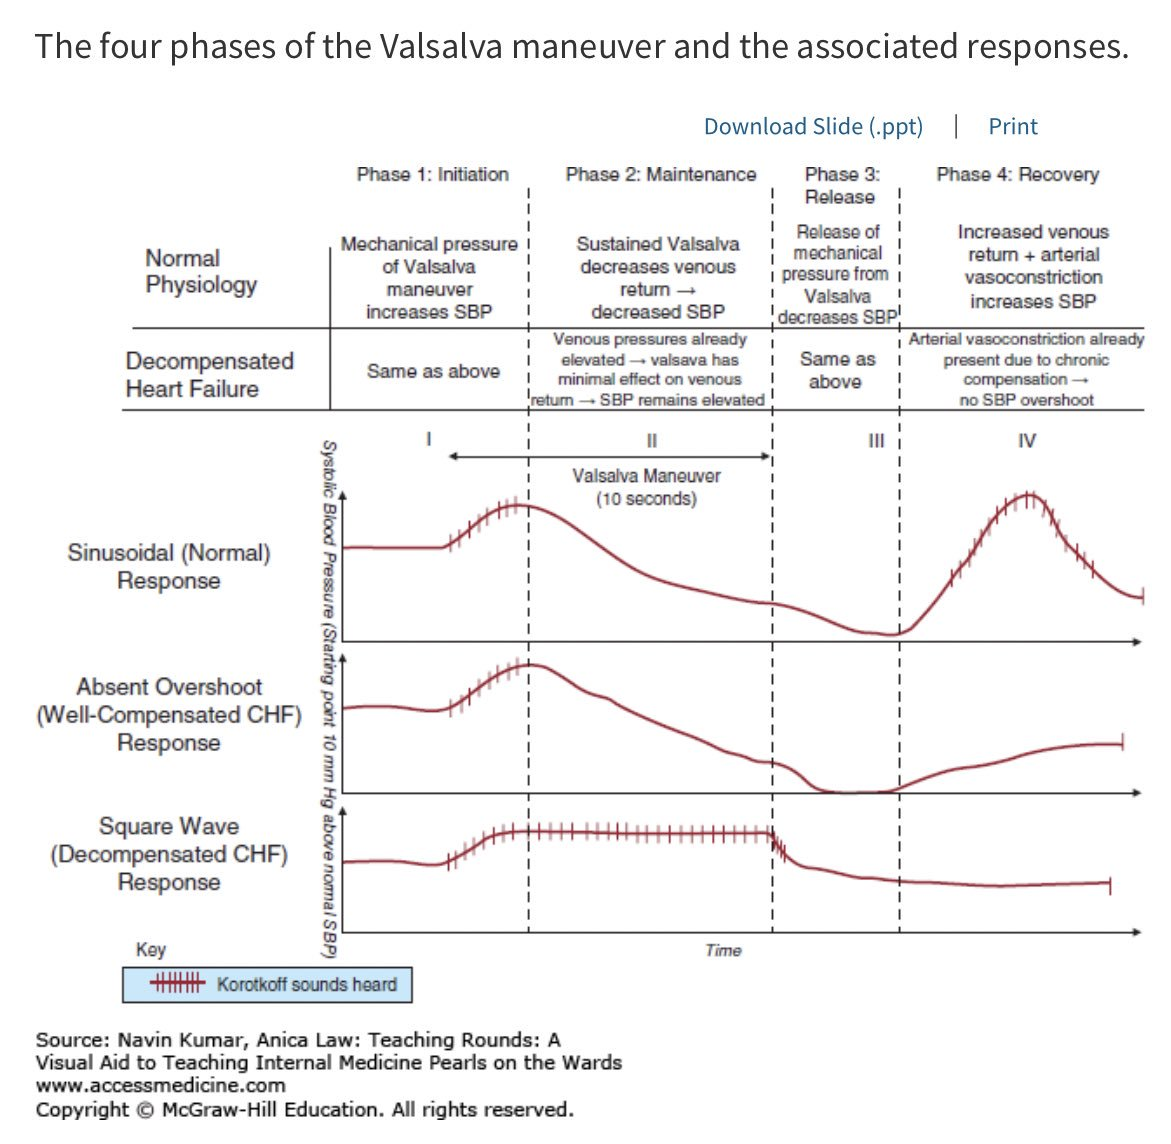 The four phases of the Valsalva maneuver and the associated responses.
Download Slide (.ppt) | Print
Phase 1: Initiation
Phase 2: Maintenance
Phase 3:
Release
Phase 4: Recovery
Normal
Physiology
Mechanical pressure
of Valsalva
maneuver
increases SBP
Sustained Valsalva
decreases venous
return →
decreased SBP
Release of
mechanical
pressure from
Valsalva
decreases SBP
Increased venous
return + arterial
vasoconstriction
increases SBP
Decompensated
Heart Failure
Same as above
Venous pressures already
elevated → valsava has
minimal effect on venous
return → SBP remains elevated
Same as
above
Arterial vasoconstriction already
present due to chronic
compensation →
no SBP overshoot
I
II
III
IV
Valsalva Maneuver
(10 seconds)
Systolic Blood Pressure (Starting point 10 mm Hg above normal SBP)
Sinusoidal (Normal)
Response
Absent Overshoot
(Well-Compensated CHF)
Response
Square Wave
(Decompensated CHF)
Response
Time
Key
Korotkoff sounds heard
Source: Navin Kumar, Anica Law: Teaching Rounds: A
Visual Aid to Teaching Internal Medicine Pearls on the Wards
www.accessmedicine.com
Copyright © McGraw-Hill Education. All rights reserved.